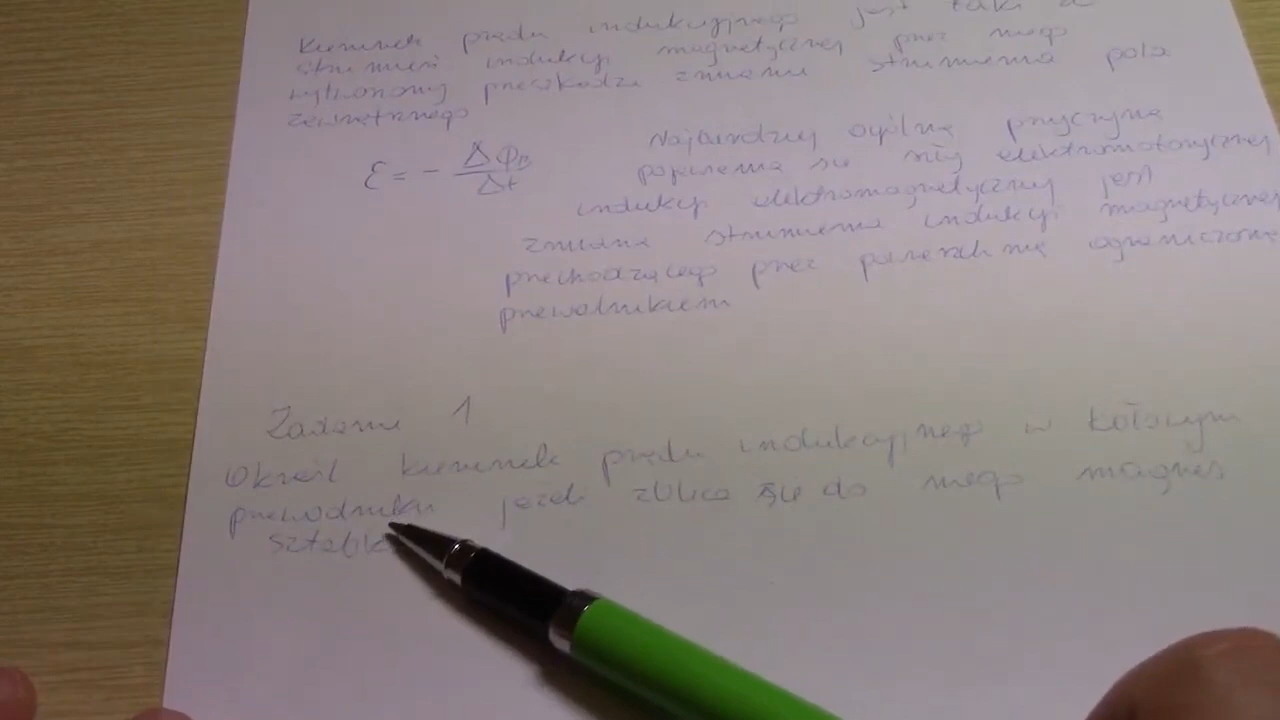 Kierunek prądu indukcyjnego jest taki że
strumień indukcji magnetycznej przez niego
wytworzony przeszkadza zmianie strumienia pola
zewnętrznego
ε = - ΔΦB/Δt
Najbardziej ogólną przyczyną
pojawienia się siły elektromotorycznej
indukcji elektromagnetycznej jest
zmiana strumienia indukcji magnetycznej
przechodzącego przez powierzchnię ograniczoną
przewodnikiem
Zadanie 1
Określ kierunek prądu indukcyjnego w kołowym
przewodniku jeżeli zbliża się do niego magnes